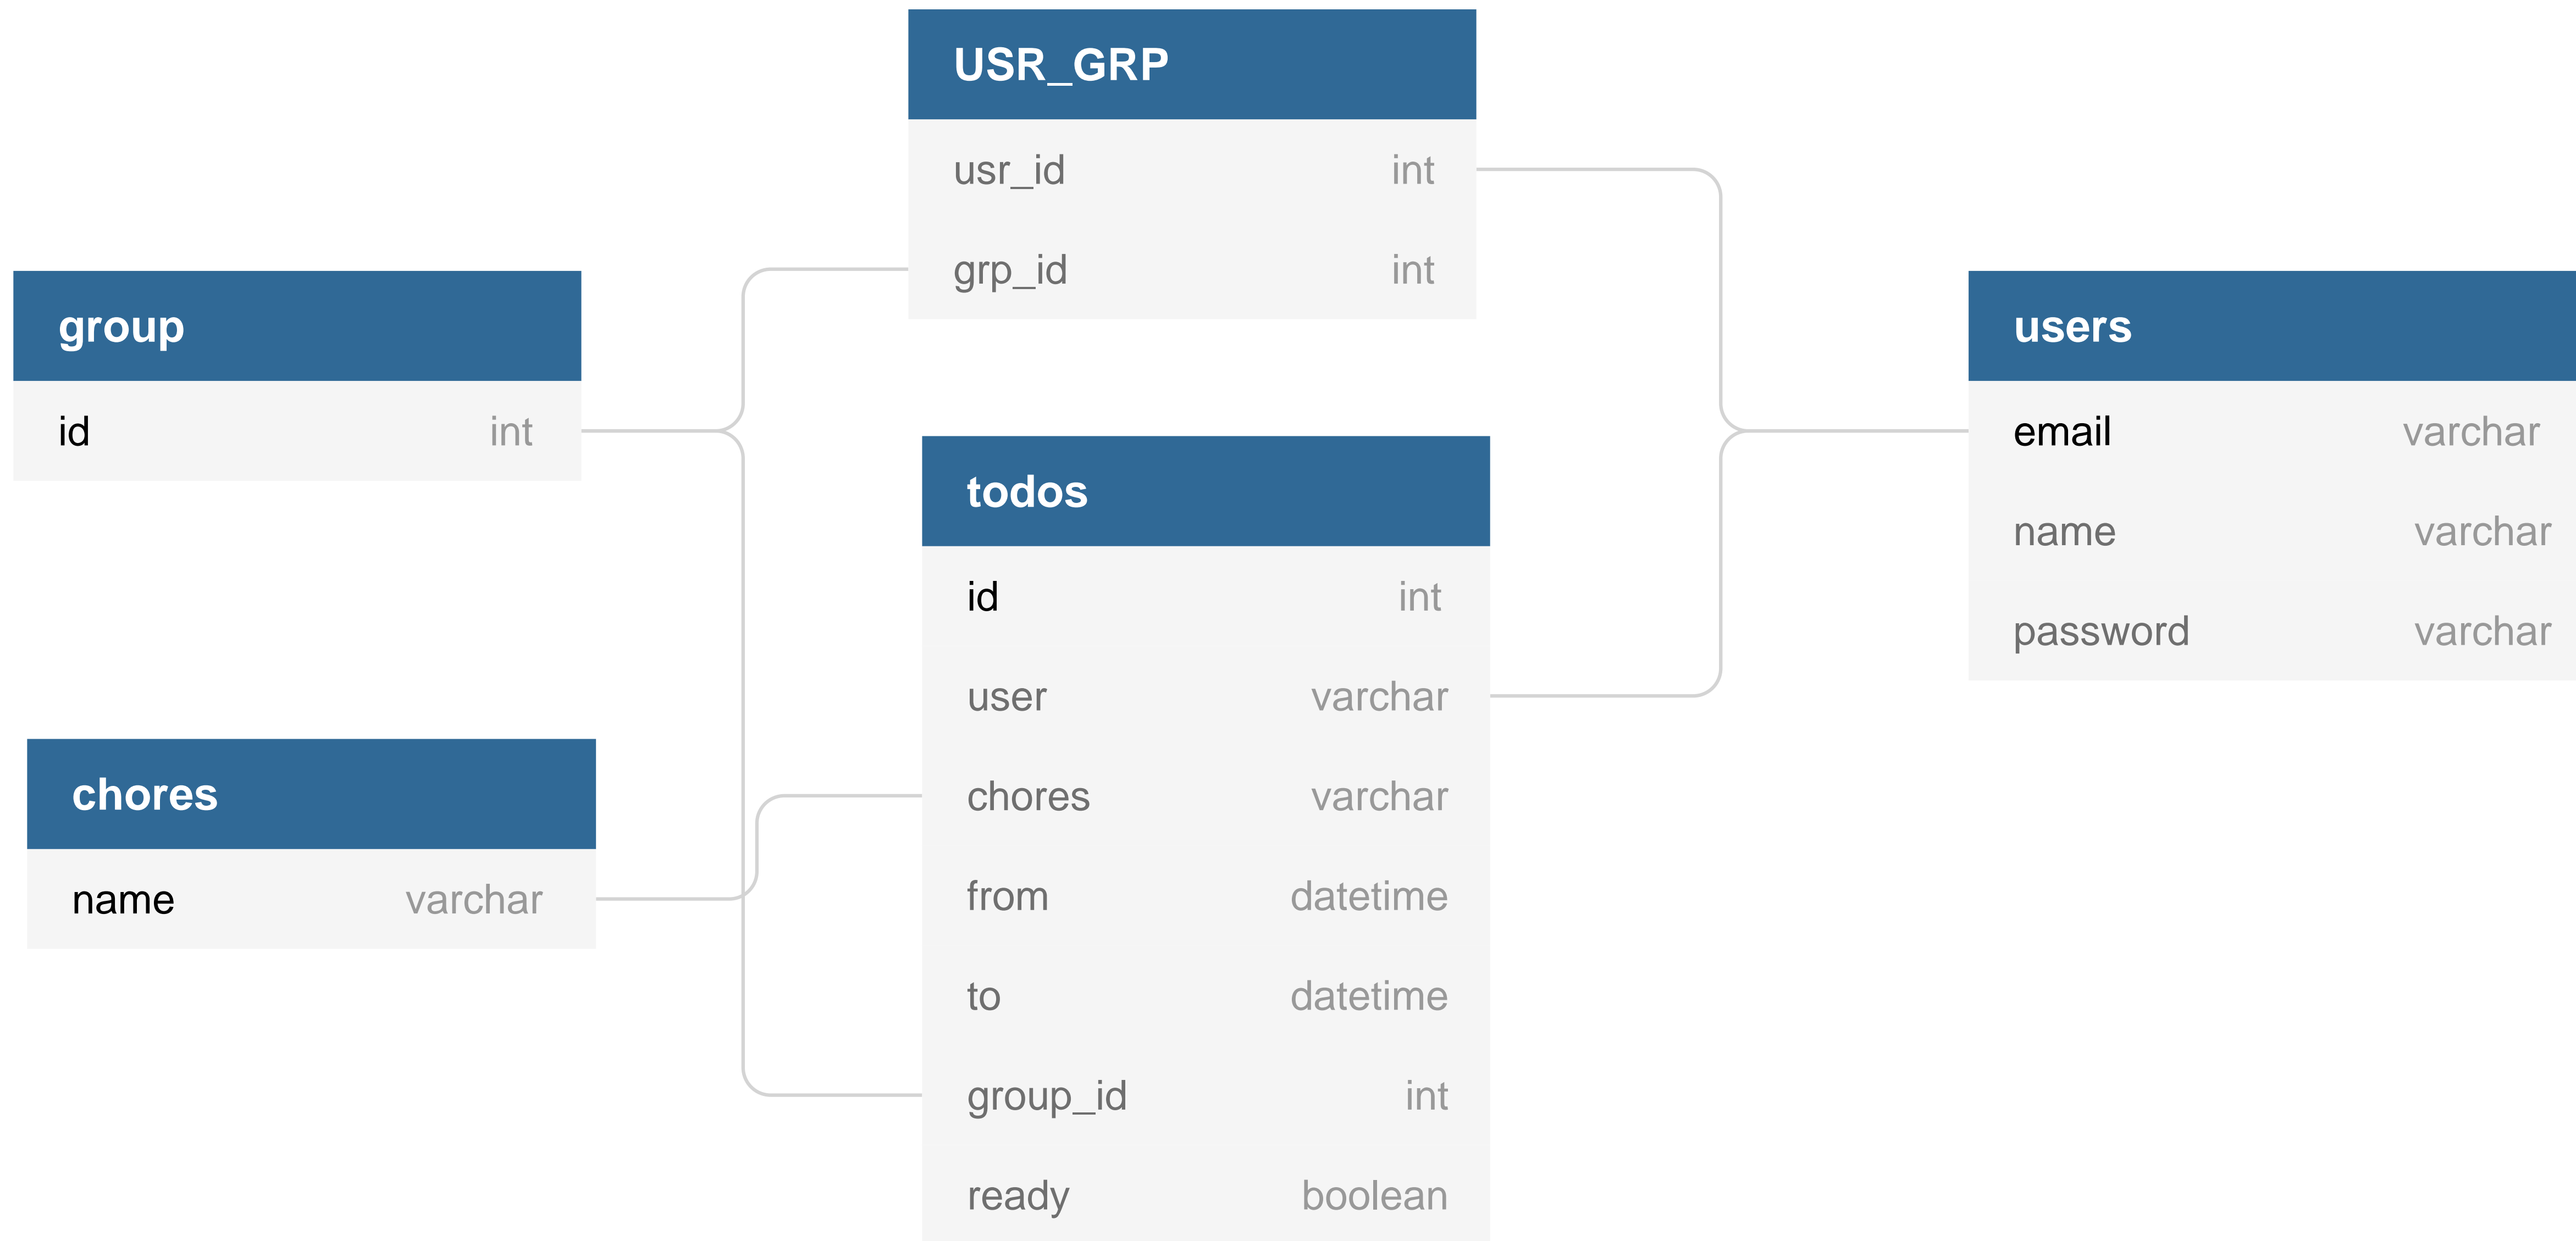 USR_GRP
usr_id int
grp_id int
group
id int
users
email varchar
name varchar
password varchar
todos
id int
user varchar
chores varchar
from datetime
to datetime
group_id int
ready boolean
chores
name varchar